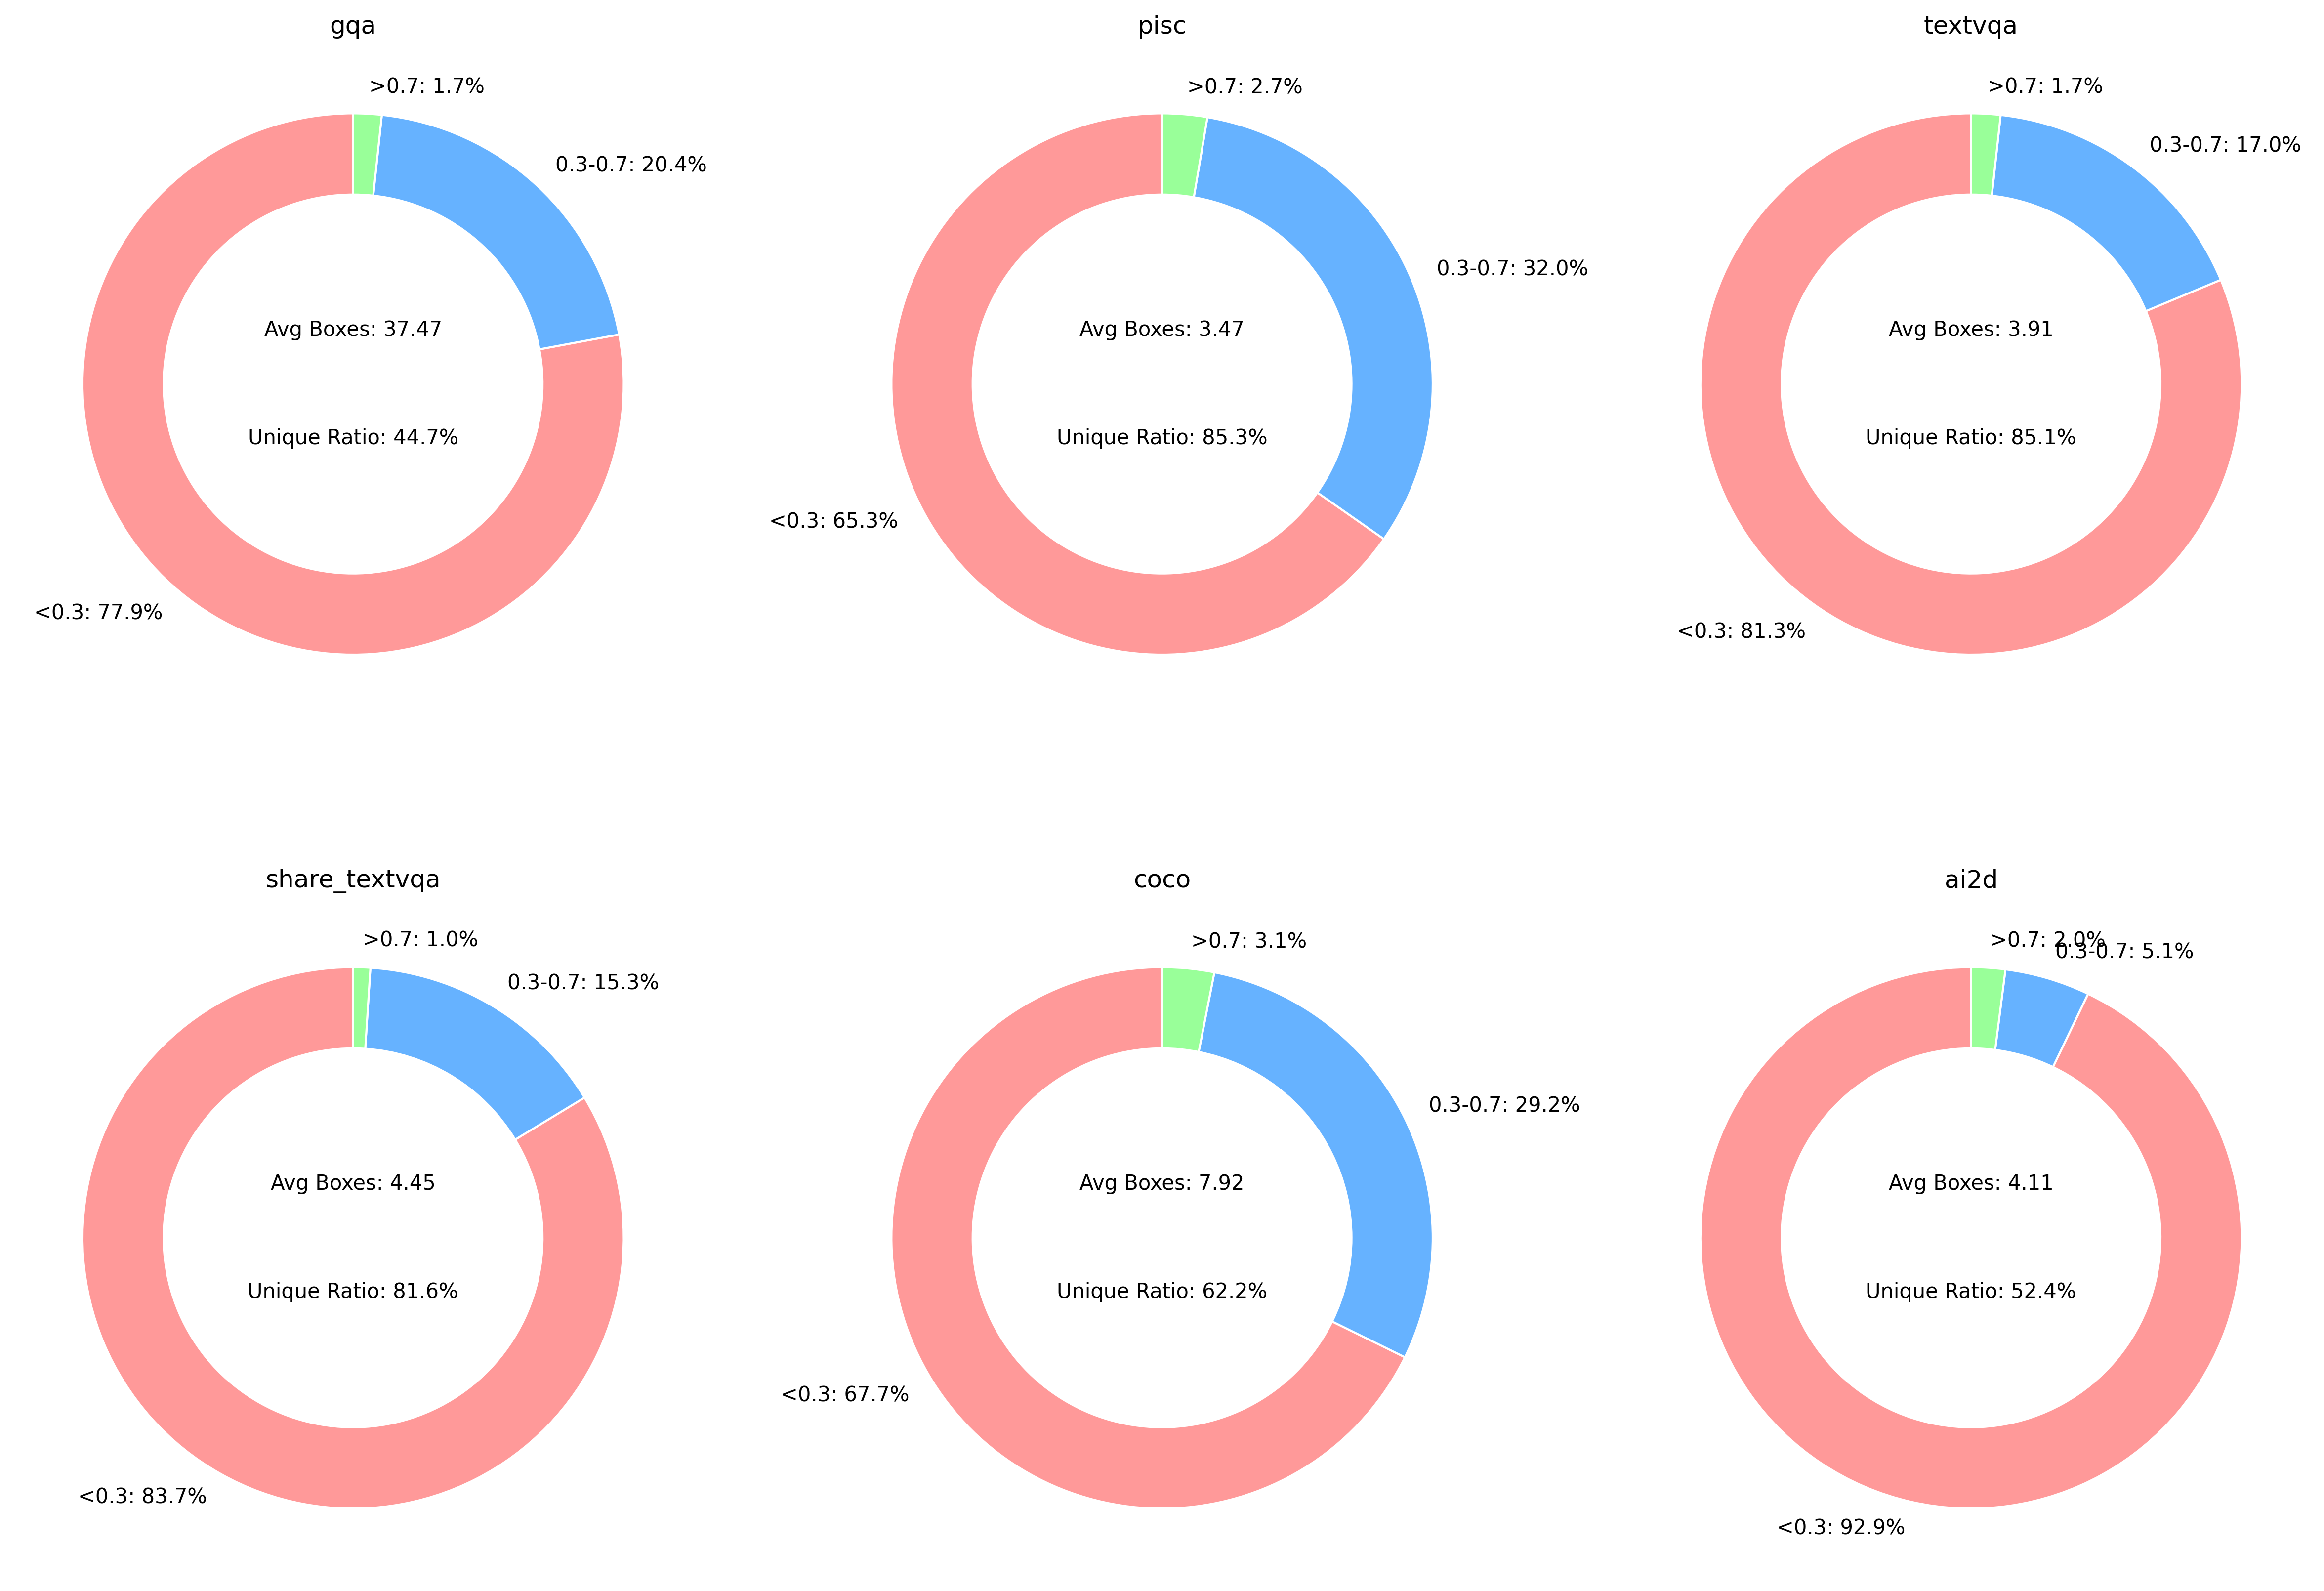 gqa
>0.7: 1.7%
0.3-0.7: 20.4%
Avg Boxes: 37.47
Unique Ratio: 44.7%
<0.3: 77.9%
pisc
>0.7: 2.7%
0.3-0.7: 32.0%
Avg Boxes: 3.47
Unique Ratio: 85.3%
<0.3: 65.3%
textvqa
>0.7: 1.7%
0.3-0.7: 17.0%
Avg Boxes: 3.91
Unique Ratio: 85.1%
<0.3: 81.3%
share_textvqa
>0.7: 1.0%
0.3-0.7: 15.3%
Avg Boxes: 4.45
Unique Ratio: 81.6%
<0.3: 83.7%
coco
>0.7: 3.1%
0.3-0.7: 29.2%
Avg Boxes: 7.92
Unique Ratio: 62.2%
<0.3: 67.7%
ai2d
>0.7: 2.0%
0.3-0.7: 5.1%
Avg Boxes: 4.11
Unique Ratio: 52.4%
<0.3: 92.9%